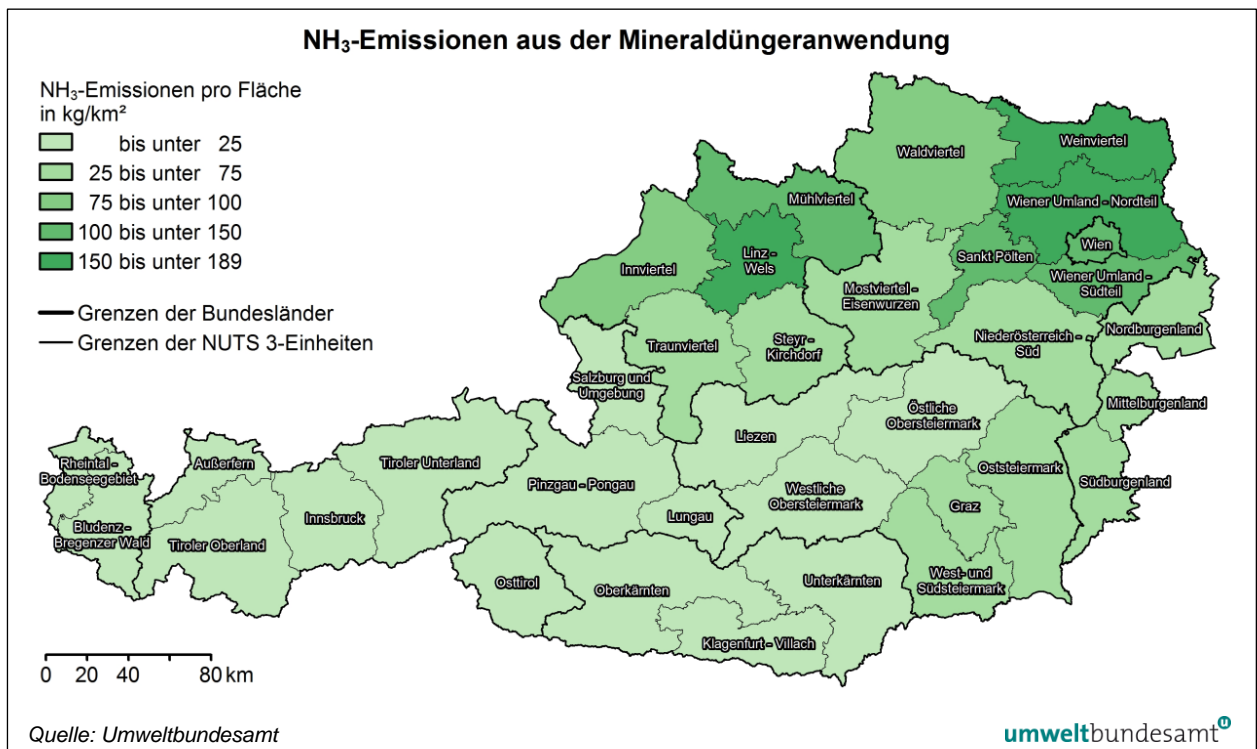 NH₃-Emissionen aus der Mineraldüngeranwendung
NH₃-Emissionen pro Fläche
in kg/km²
bis unter 25
25 bis unter 75
75 bis unter 100
100 bis unter 150
150 bis unter 189
Grenzen der Bundesländer
Grenzen der NUTS 3-Einheiten
Weinviertel
Waldviertel
Mühlviertel
Wiener Umland - Nordteil
Wien
Linz -
Wels
Sankt Pölten
Innviertel
Wiener Umland -
Südteil
Mostviertel -
Eisenwurzen
Nordburgenland
Niederösterreich -
Süd
Steyr -
Kirchdorf
Traunviertel
Salzburg und
Umgebung
Mittelburgenland
Östliche
Obersteiermark
Liezen
Tiroler Unterland
Außerfern
Rheintal -
Bodenseegebiet
Oststeiermark
Pinzgau - Pongau
Westliche
Obersteiermark
Südburgenland
Graz
Lungau
Innsbruck
Bludenz -
Bregenzer Wald
Tiroler Oberland
West- und
Südsteiermark
Unterkärnten
Osttirol
Oberkärnten
Klagenfurt - Villach
0 20 40 80 km
Quelle: Umweltbundesamt
umweltbundesamt u